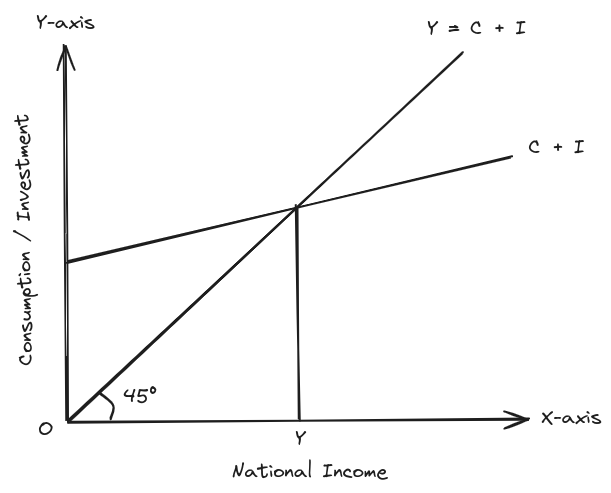 Y-axis
Y = C + I
C + I
Consumption / Investment
45°
O
X-axis
Y
National Income